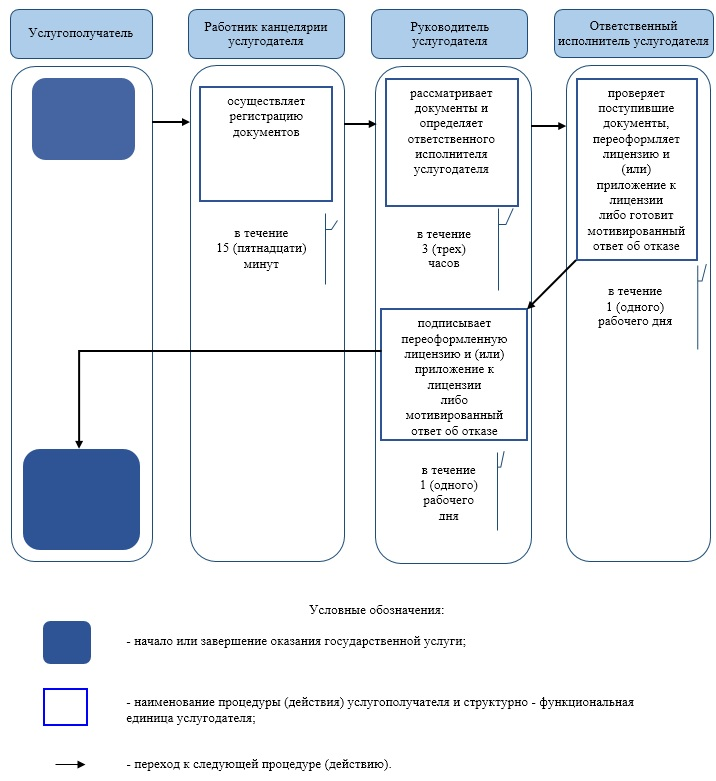 Услугополучатель
Работник канцелярии
услугодателя
Руководитель
услугодателя
Ответственный
исполнитель услугодателя
осуществляет
регистрацию
документов
в течение
15 (пятнадцати)
минут
рассматривает
документы и
определяет
ответственного
исполнителя
услугодателя
в течение
3 (трех)
часов
проверяет
поступившие
документы,
переоформляет
лицензию и
(или)
приложение к
лицензии
либо готовит
мотивированный
ответ об отказе
в течение
1 (одного)
рабочего дня
подписывает
переоформленную
лицензию и (или)
приложение к
лицензии
либо
мотивированный
ответ об отказе
в течение
1 (одного)
рабочего
дня
Условные обозначения:
- начало или завершение оказания государственной услуги;
- наименование процедуры (действия) услугополучателя и структурно - функциональная
единица услугодателя;
- переход к следующей процедуре (действию).